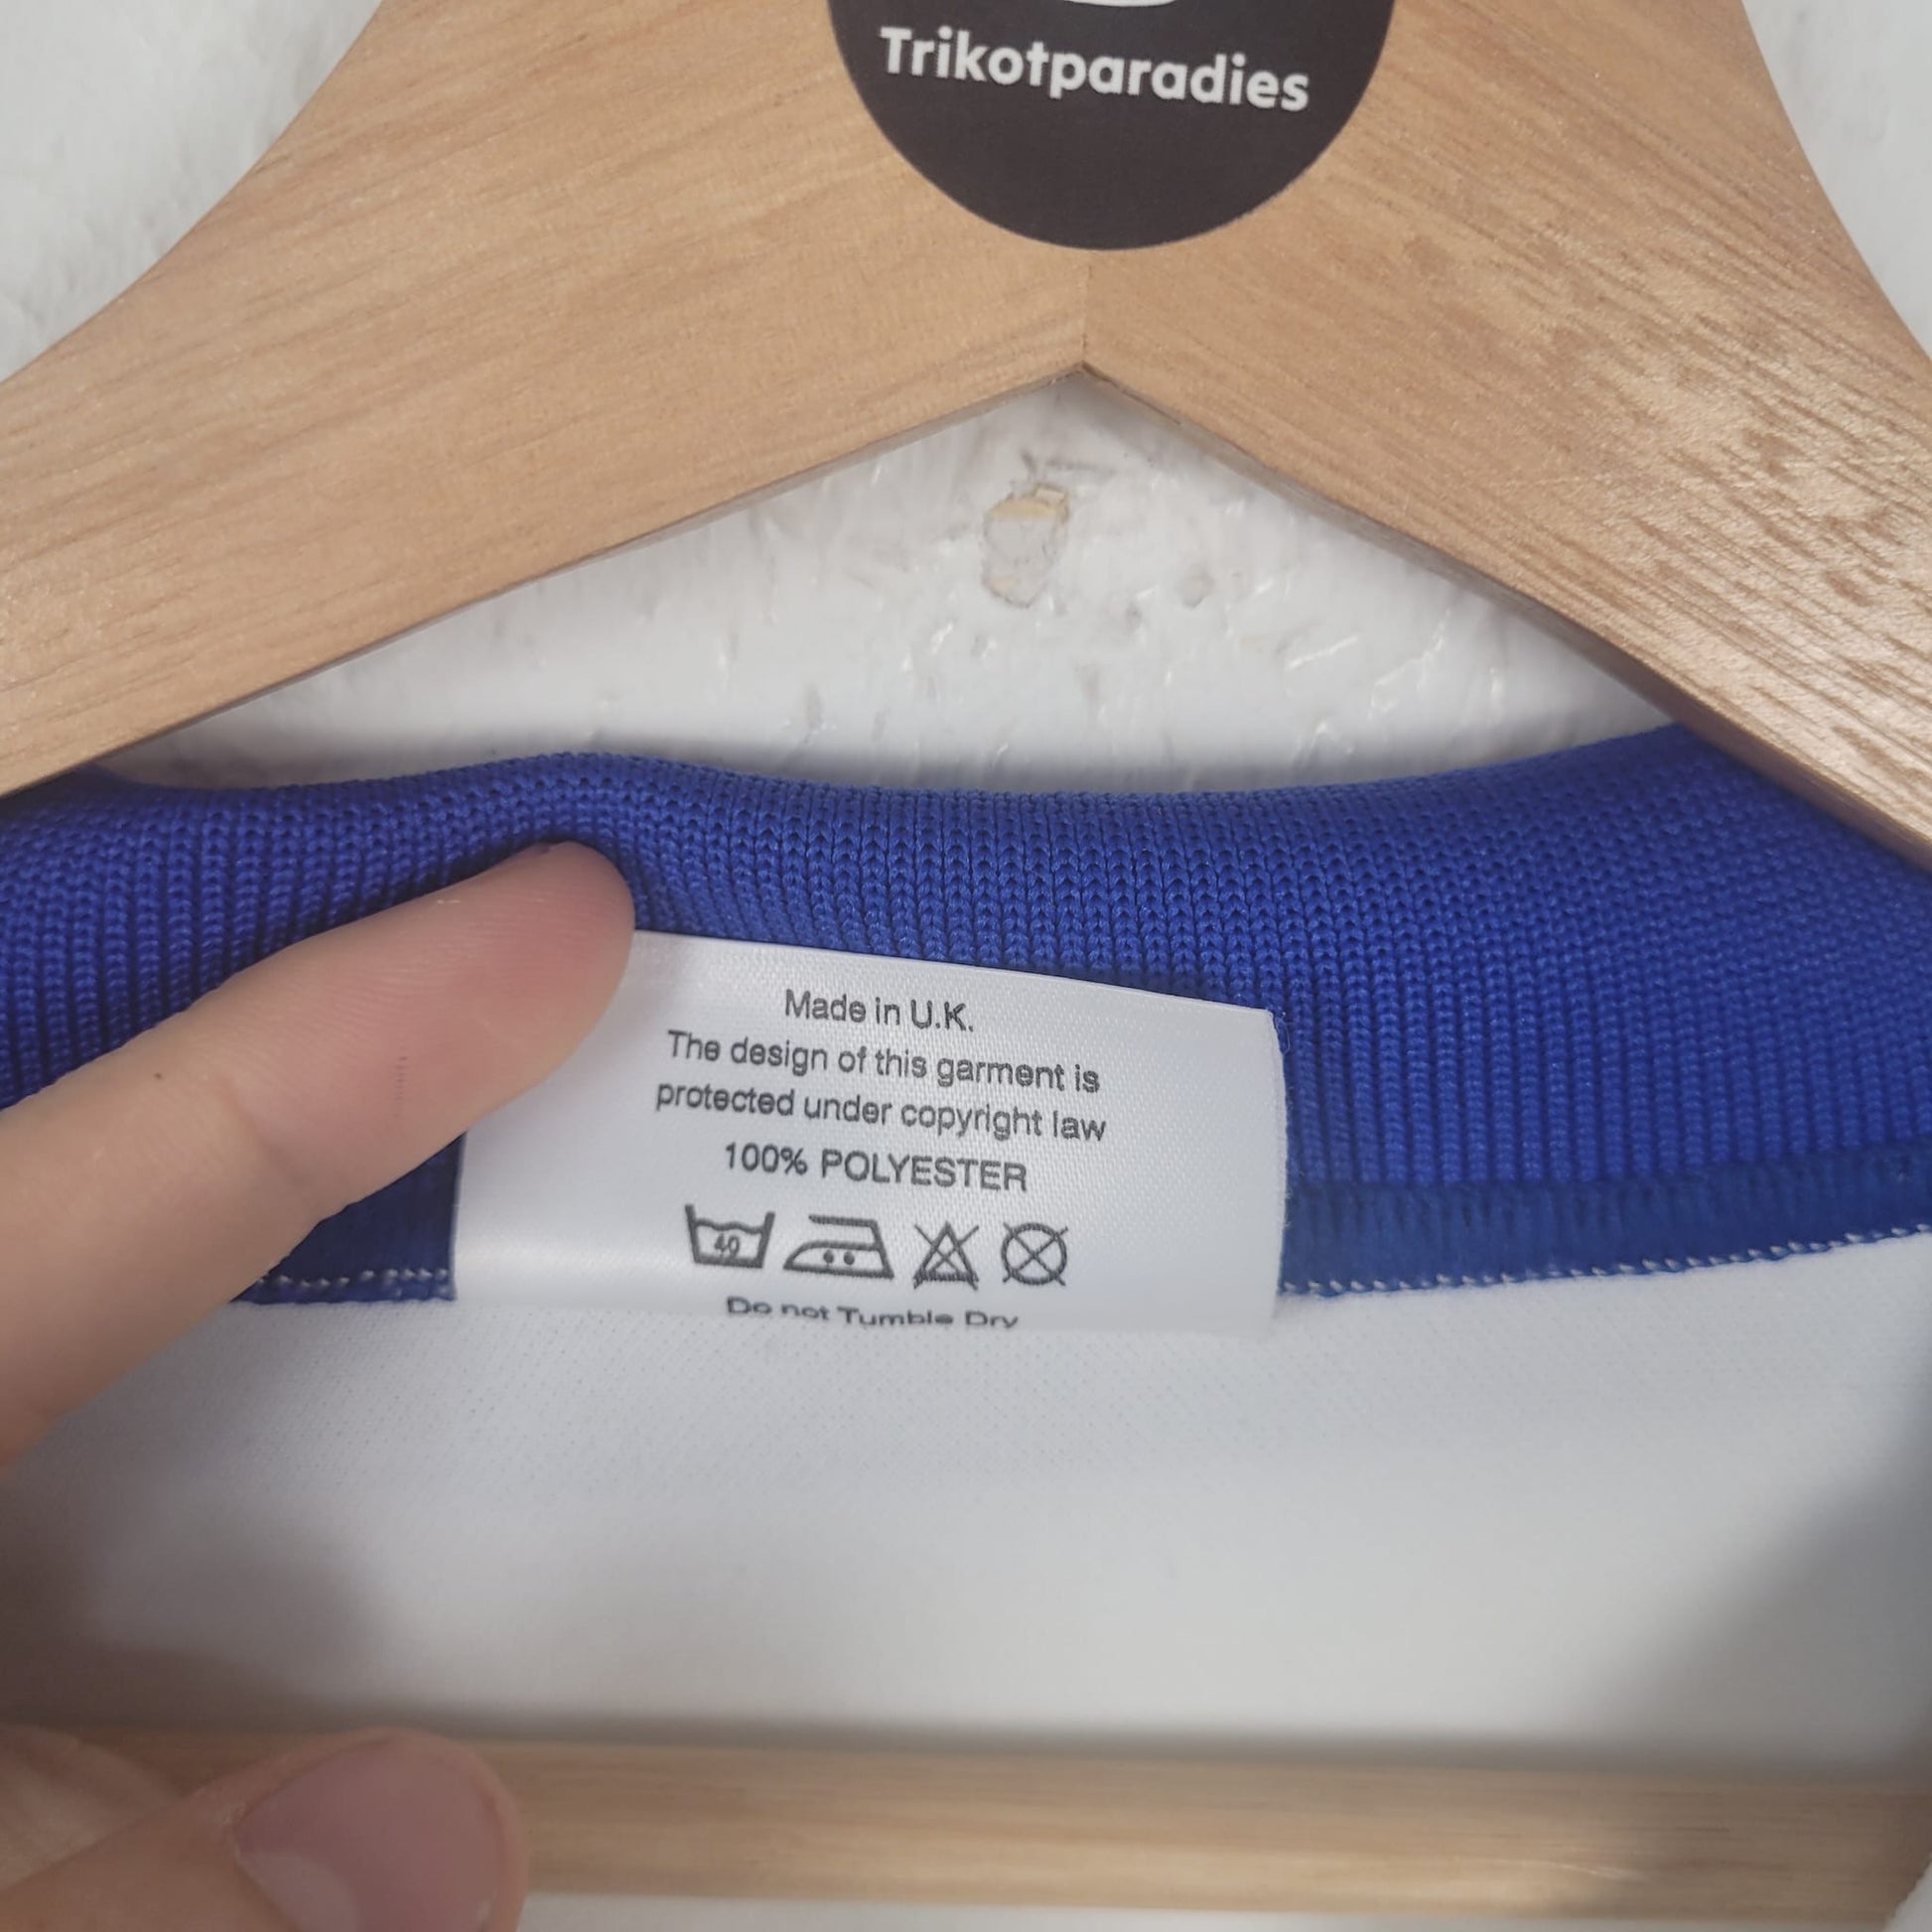 Trikotparadies
Made in U.K.
The design of this garment is
protected under copyright law
100% POLYESTER
40
Do not Tumble Dry